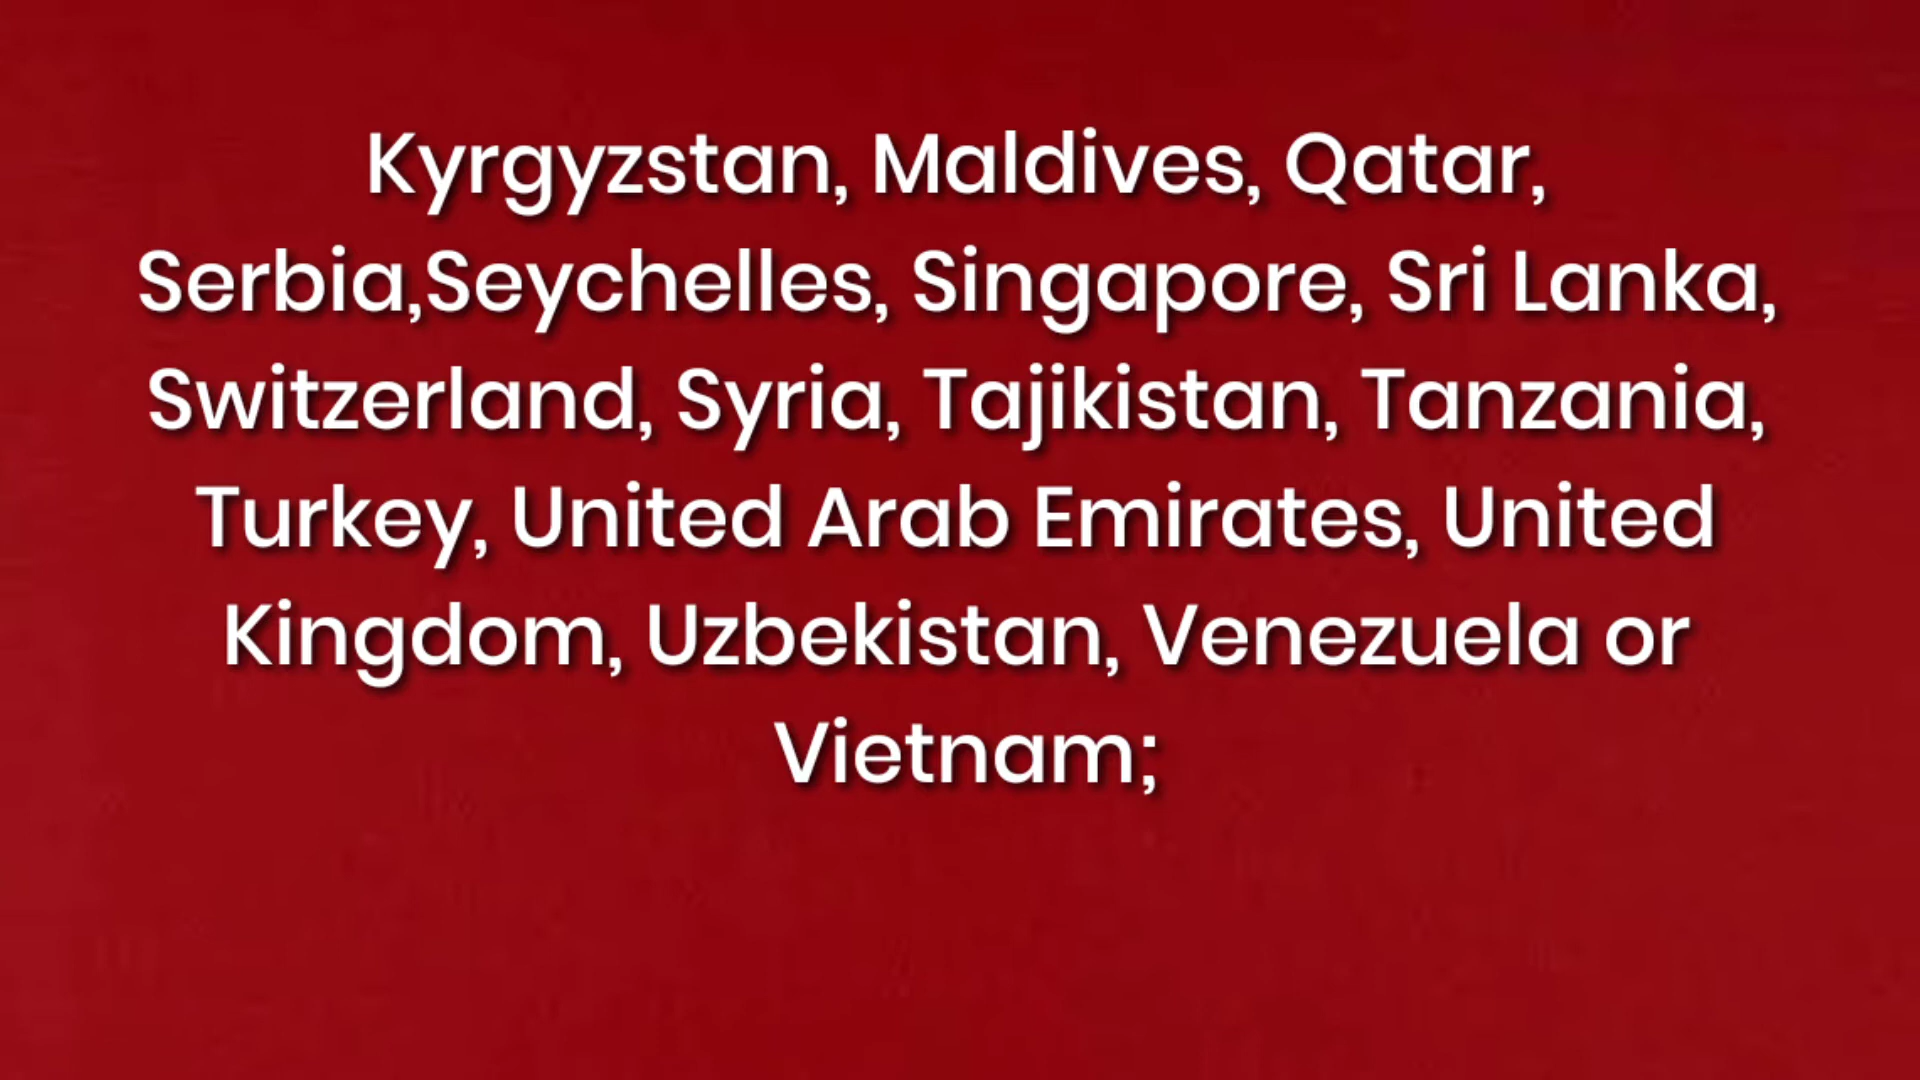 Kyrgyzstan, Maldives, Qatar,
Serbia,Seychelles, Singapore, Sri Lanka,
Switzerland, Syria, Tajikistan, Tanzania,
Turkey, United Arab Emirates, United
Kingdom, Uzbekistan, Venezuela or
Vietnam;